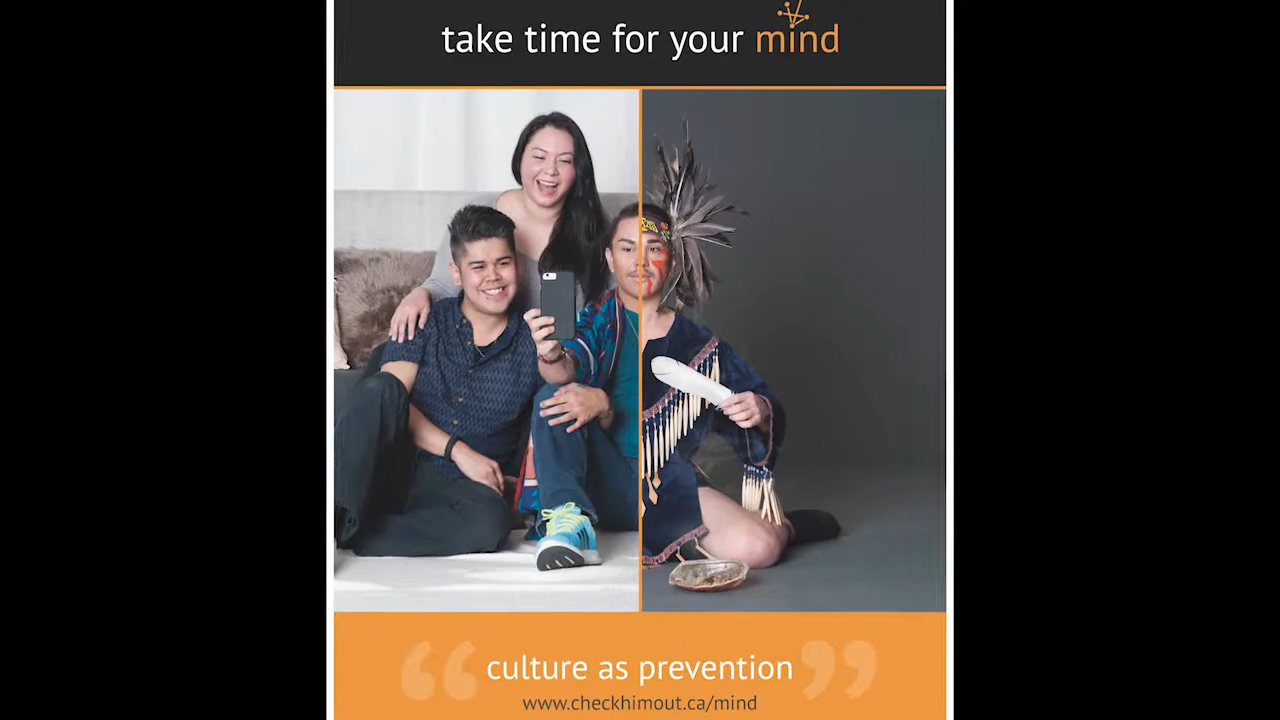 take time for your mind
“culture as prevention”
www.checkhimout.ca/mind